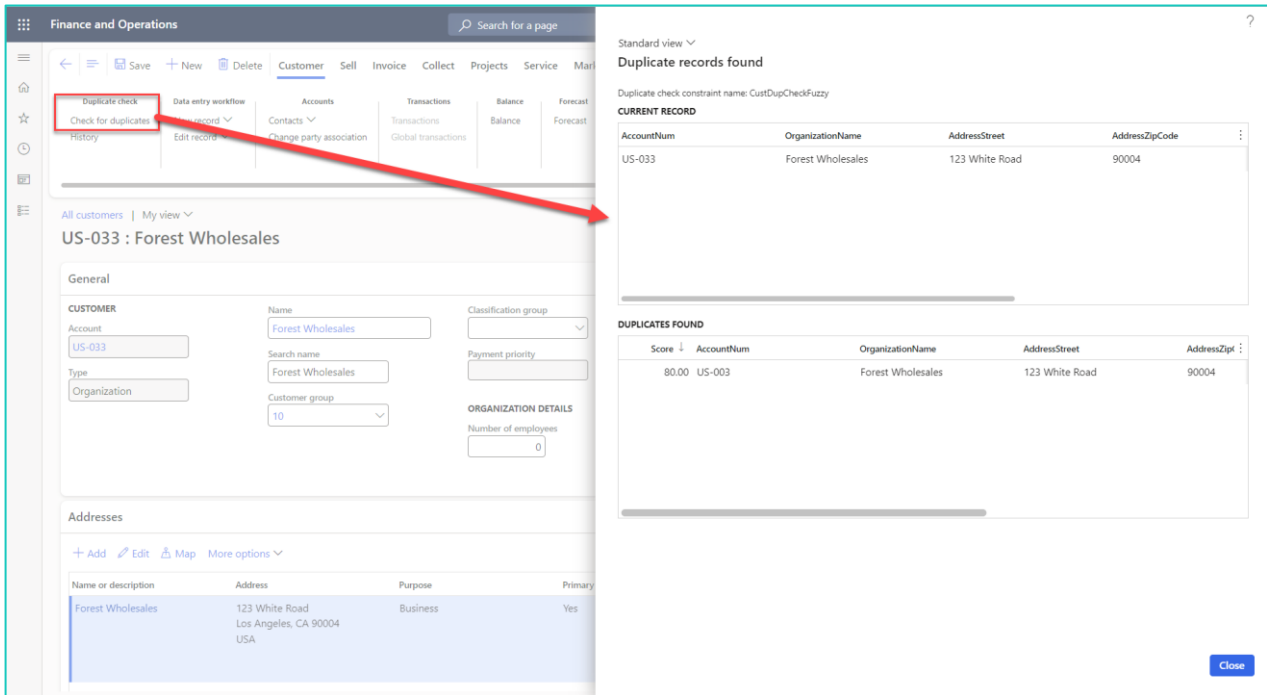 Finance and Operations
Search for a page
?
Save New Delete Customer Sell Invoice Collect Projects Service Mar
Duplicate check Data entry workflow Accounts Transactions Balance Forecast
Check for duplicates record Contacts Transactions Balance Forecast
History Edit record Change party association Global transactions
All customers | My view
US-033 : Forest Wholesales
General
CUSTOMER
Account
US-033
Type
Organization
Name
Forest Wholesales
Search name
Forest Wholesales
Customer group
10
Classification group
Payment priority
ORGANIZATION DETAILS
Number of employees
0
Addresses
Add Edit Map More options
Name or description Address Purpose Primary
Forest Wholesales 123 White Road Business Yes
Los Angeles, CA 90004
USA
Standard view
Duplicate records found
Duplicate check constraint name: CustDupCheckFuzzy
CURRENT RECORD
AccountNum OrganizationName AddressStreet AddressZipCode
US-033 Forest Wholesales 123 White Road 90004
DUPLICATES FOUND
Score AccountNum OrganizationName AddressStreet AddressZip
80.00 US-003 Forest Wholesales 123 White Road 90004
Close